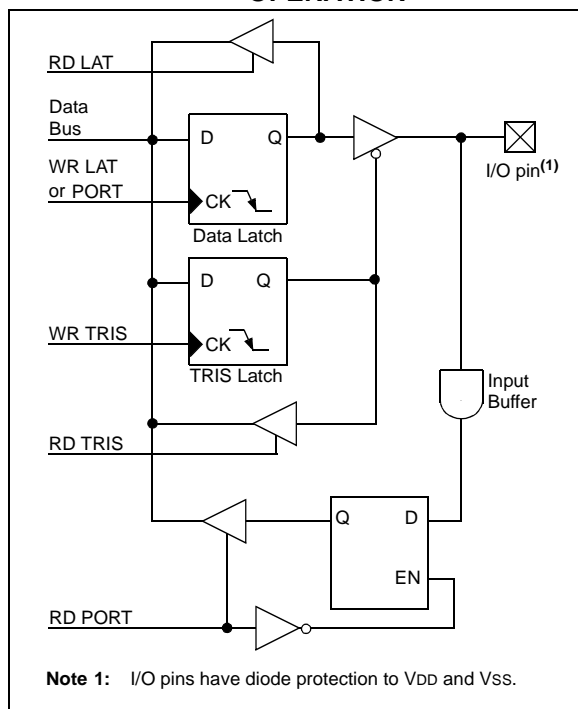 OPERATION
RD LAT
Data
Bus
D Q
WR LAT
or PORT
CK
Data Latch
I/O pin(1)
D Q
WR TRIS
CK
TRIS Latch
Input
Buffer
RD TRIS
Q D
EN
RD PORT
Note 1: I/O pins have diode protection to VDD and VSS.